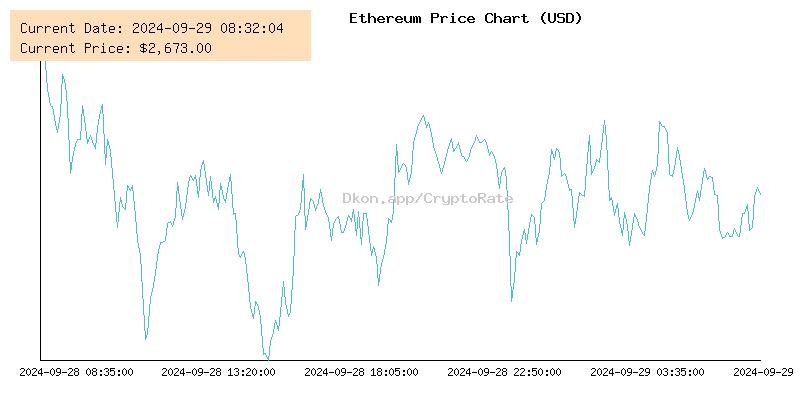 Ethereum Price Chart (USD)
Current Date: 2024-09-29 08:32:04
Current Price: $2,673.00
Dkon.app/CryptoRate
2024-09-28 08:35:00 2024-09-28 13:20:00 2024-09-28 18:05:00 2024-09-28 22:50:00 2024-09-29 03:35:00 2024-09-29